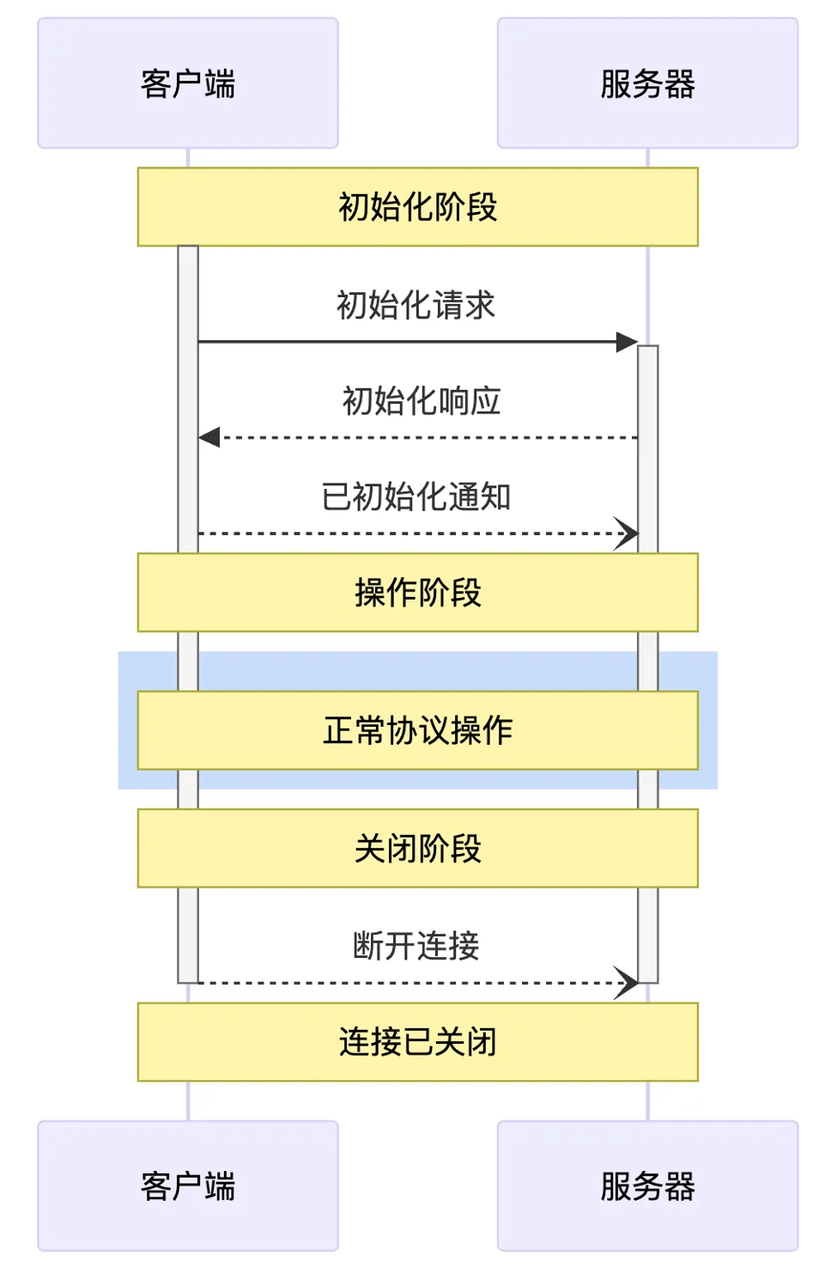 客户端
服务器
初始化阶段
初始化请求
初始化响应
已初始化通知
操作阶段
正常协议操作
关闭阶段
断开连接
连接已关闭
客户端
服务器